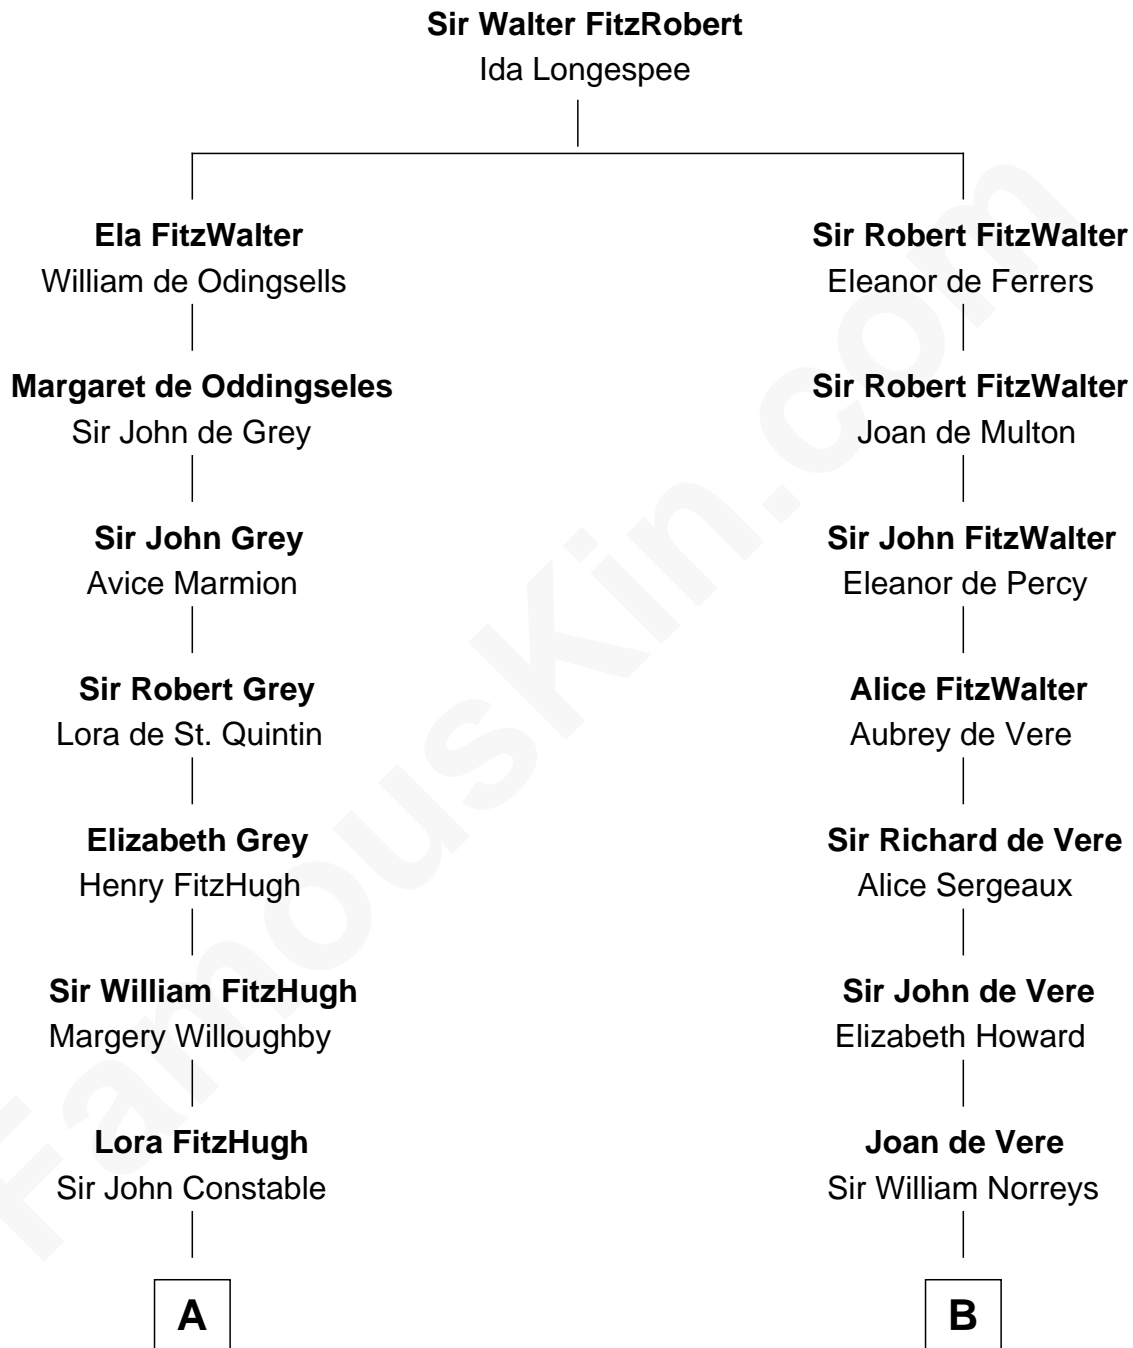 Sir Walter FitzRobert
Ida Longespee
Ela FitzWalter
William de Odingsells
Sir Robert FitzWalter
Eleanor de Ferrers
Margaret de Oddingseles
Sir John de Grey
Sir Robert FitzWalter
Joan de Multon
Sir John Grey
Avice Marmion
Sir John FitzWalter
Eleanor de Percy
Sir Robert Grey
Lora de St. Quintin
Alice FitzWalter
Aubrey de Vere
Elizabeth Grey
Henry FitzHugh
Sir Richard de Vere
Alice Sergeaux
Sir William FitzHugh
Margery Willoughby
Sir John de Vere
Elizabeth Howard
Lora FitzHugh
Sir John Constable
Joan de Vere
Sir William Norreys
A
B
FamousKin.com